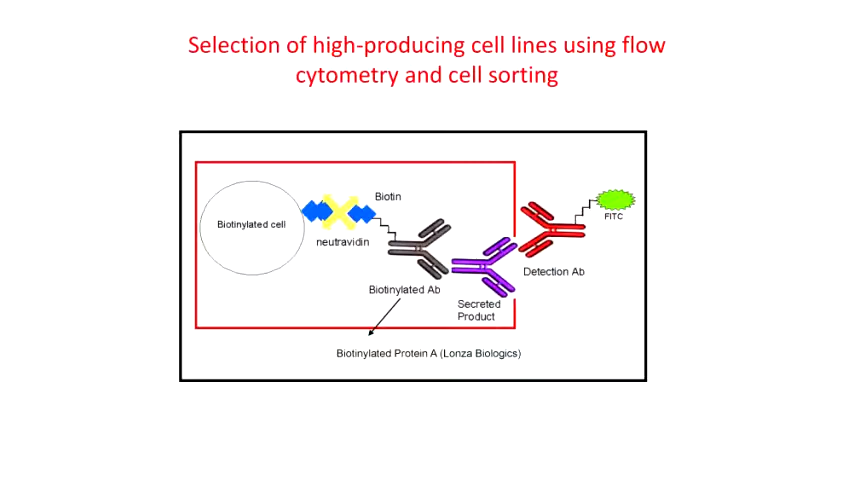 Selection of high-producing cell lines using flow
cytometry and cell sorting
Biotin
Biotinylated cell
FITC
neutravidin
Detection Ab
Biotinylated Ab
Secreted
Product
Biotinylated Protein A (Lonza Biologics)